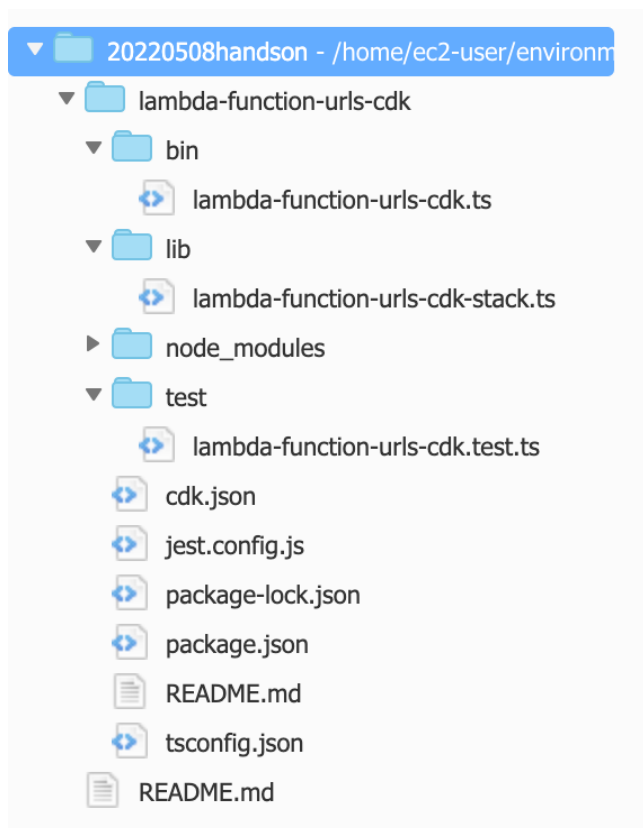 20220508handson - /home/ec2-user/environm
lambda-function-urls-cdk
bin
lambda-function-urls-cdk.ts
lib
lambda-function-urls-cdk-stack.ts
node_modules
test
lambda-function-urls-cdk.test.ts
cdk.json
jest.config.js
package-lock.json
package.json
README.md
tsconfig.json
README.md